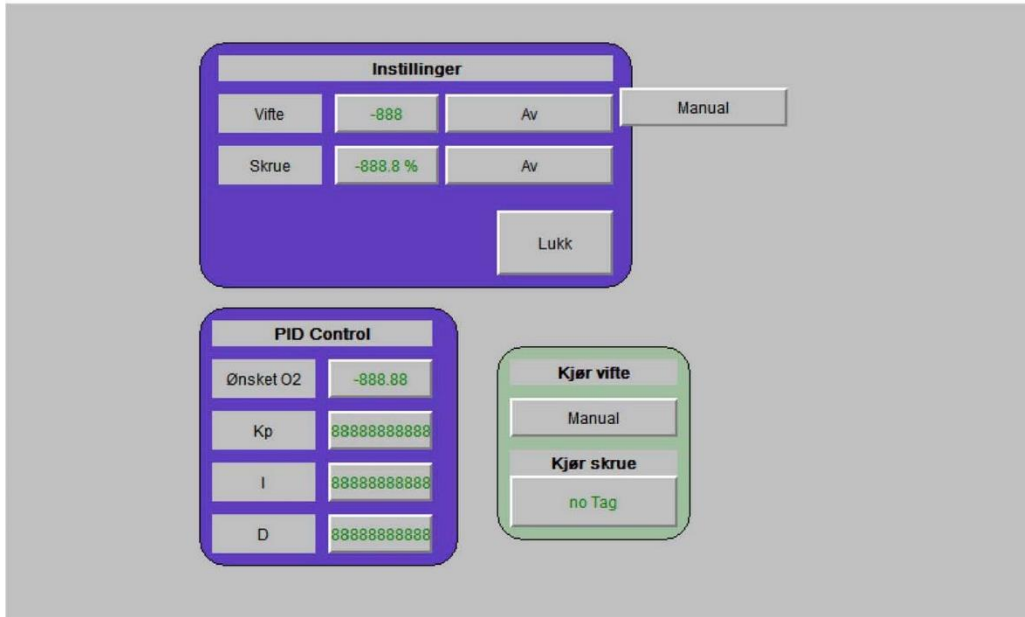 Instillinger
Vifte -888 Av Manual
Skrue -888.8 % Av
Lukk
PID Control
Ønsket O2 -888.88
Kp 88888888888
I 88888888888
D 88888888888
Kjør vifte
Manual
Kjør skrue
no Tag